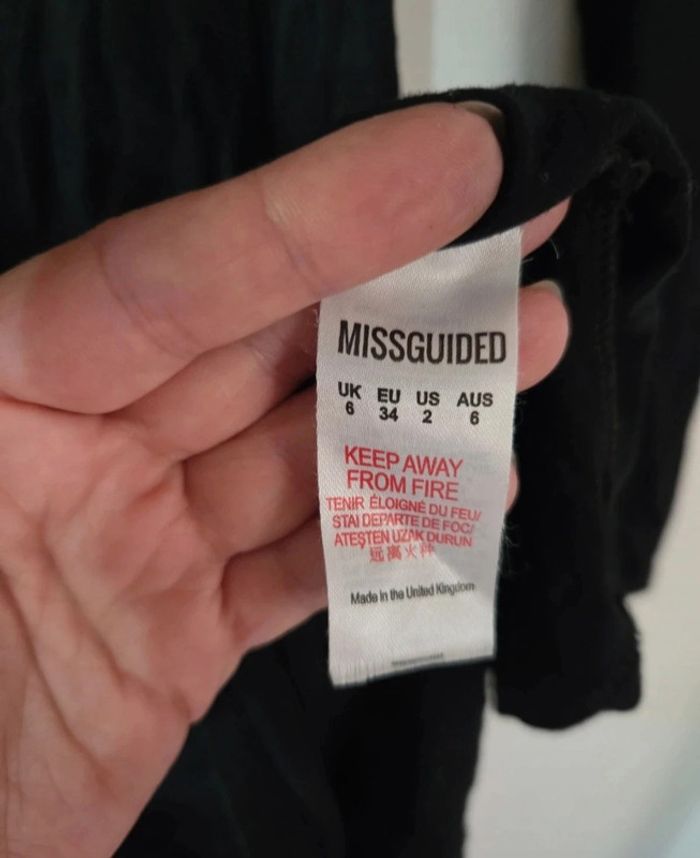 MISSGUIDED
UK EU US AUS
6 34 2 6
KEEP AWAY
FROM FIRE
TENIR ÉLOIGNÉ DU FEU/
STAI DEPARTE DE FOC/
ATEŞTEN UZAK DURUN
远离火种
Made in the United Kingdom